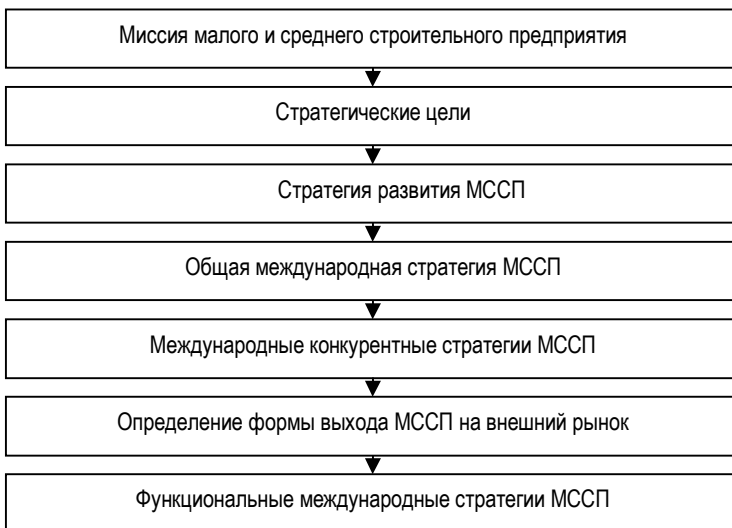 Миссия малого и среднего строительного предприятия
Стратегические цели
Стратегия развития МССП
Общая международная стратегия МССП
Международные конкурентные стратегии МССП
Определение формы выхода МССП на внешний рынок
Функциональные международные стратегии МССП